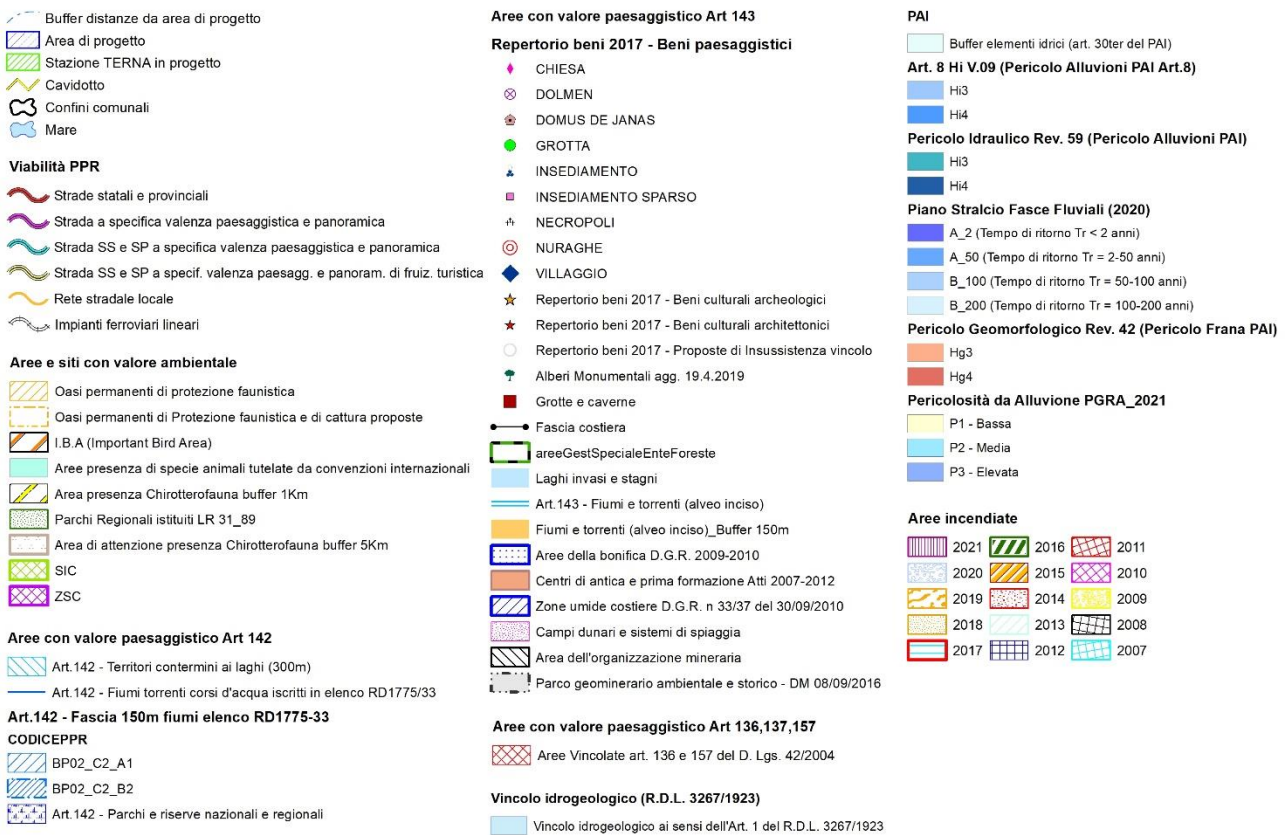 Buffer distanze da area di progetto
Area di progetto
Stazione TERNA in progetto
Cavidotto
Confini comunali
Mare
Viabilità PPR
Strade statali e provinciali
Strada a specifica valenza paesaggistica e panoramica
Strada SS e SP a specifica valenza paesaggistica e panoramica
Strada SS e SP a specif. valenza paesagg. e panoram. di fruiz. turistica
Rete stradale locale
Impianti ferroviari lineari
Aree e siti con valore ambientale
Oasi permanenti di protezione faunistica
Oasi permanenti di Protezione faunistica e di cattura proposte
I.B.A (Important Bird Area)
Aree presenza di specie animali tutelate da convenzioni internazionali
Area presenza Chirotterofauna buffer 1Km
Parchi Regionali istituiti LR 31_89
Area di attenzione presenza Chirotterofauna buffer 5Km
SIC
ZSC
Aree con valore paesaggistico Art 142
Art.142 - Territori contermini ai laghi (300m)
Art.142 - Fiumi torrenti corsi d'acqua iscritti in elenco RD1775/33
Art.142 - Fascia 150m fiumi elenco RD1775-33
CODICEPPR
BP02_C2_A1
BP02_C2_B2
Art.142 - Parchi e riserve nazionali e regionali
Aree con valore paesaggistico Art 143
Repertorio beni 2017 - Beni paesaggistici
CHIESA
DOLMEN
DOMUS DE JANAS
GROTTA
INSEDIAMENTO
INSEDIAMENTO SPARSO
NECROPOLI
NURAGHE
VILLAGGIO
Repertorio beni 2017 - Beni culturali archeologici
Repertorio beni 2017 - Beni culturali architettonici
Repertorio beni 2017 - Proposte di Insussistenza vincolo
Alberi Monumentali agg. 19.4.2019
Grotte e caverne
Fascia costiera
areeGestSpecialeEnteForeste
Laghi invasi e stagni
Art.143 - Fiumi e torrenti (alveo inciso)
Fiumi e torrenti (alveo inciso)_Buffer 150m
Aree della bonifica D.G.R. 2009-2010
Centri di antica e prima formazione Atti 2007-2012
Zone umide costiere D.G.R. n 33/37 del 30/09/2010
Campi dunari e sistemi di spiaggia
Area dell'organizzazione mineraria
Parco geominerario ambientale e storico - DM 08/09/2016
Aree con valore paesaggistico Art 136,137,157
Aree Vincolate art. 136 e 157 del D. Lgs. 42/2004
Vincolo idrogeologico (R.D.L. 3267/1923)
Vincolo idrogeologico ai sensi dell'Art. 1 del R.D.L. 3267/1923
PAI
Buffer elementi idrici (art. 30ter del PAI)
Art. 8 Hi V.09 (Pericolo Alluvioni PAI Art.8)
Hi3
Hi4
Pericolo Idraulico Rev. 59 (Pericolo Alluvioni PAI)
Hi3
Hi4
Piano Stralcio Fasce Fluviali (2020)
A_2 (Tempo di ritorno Tr < 2 anni)
A_50 (Tempo di ritorno Tr = 2-50 anni)
B_100 (Tempo di ritorno Tr = 50-100 anni)
B_200 (Tempo di ritorno Tr = 100-200 anni)
Pericolo Geomorfologico Rev. 42 (Pericolo Frana PAI)
Hg3
Hg4
Pericolosità da Alluvione PGRA_2021
P1 - Bassa
P2 - Media
P3 - Elevata
Aree incendiate
2021 2016 2011
2020 2015 2010
2019 2014 2009
2018 2013 2008
2017 2012 2007